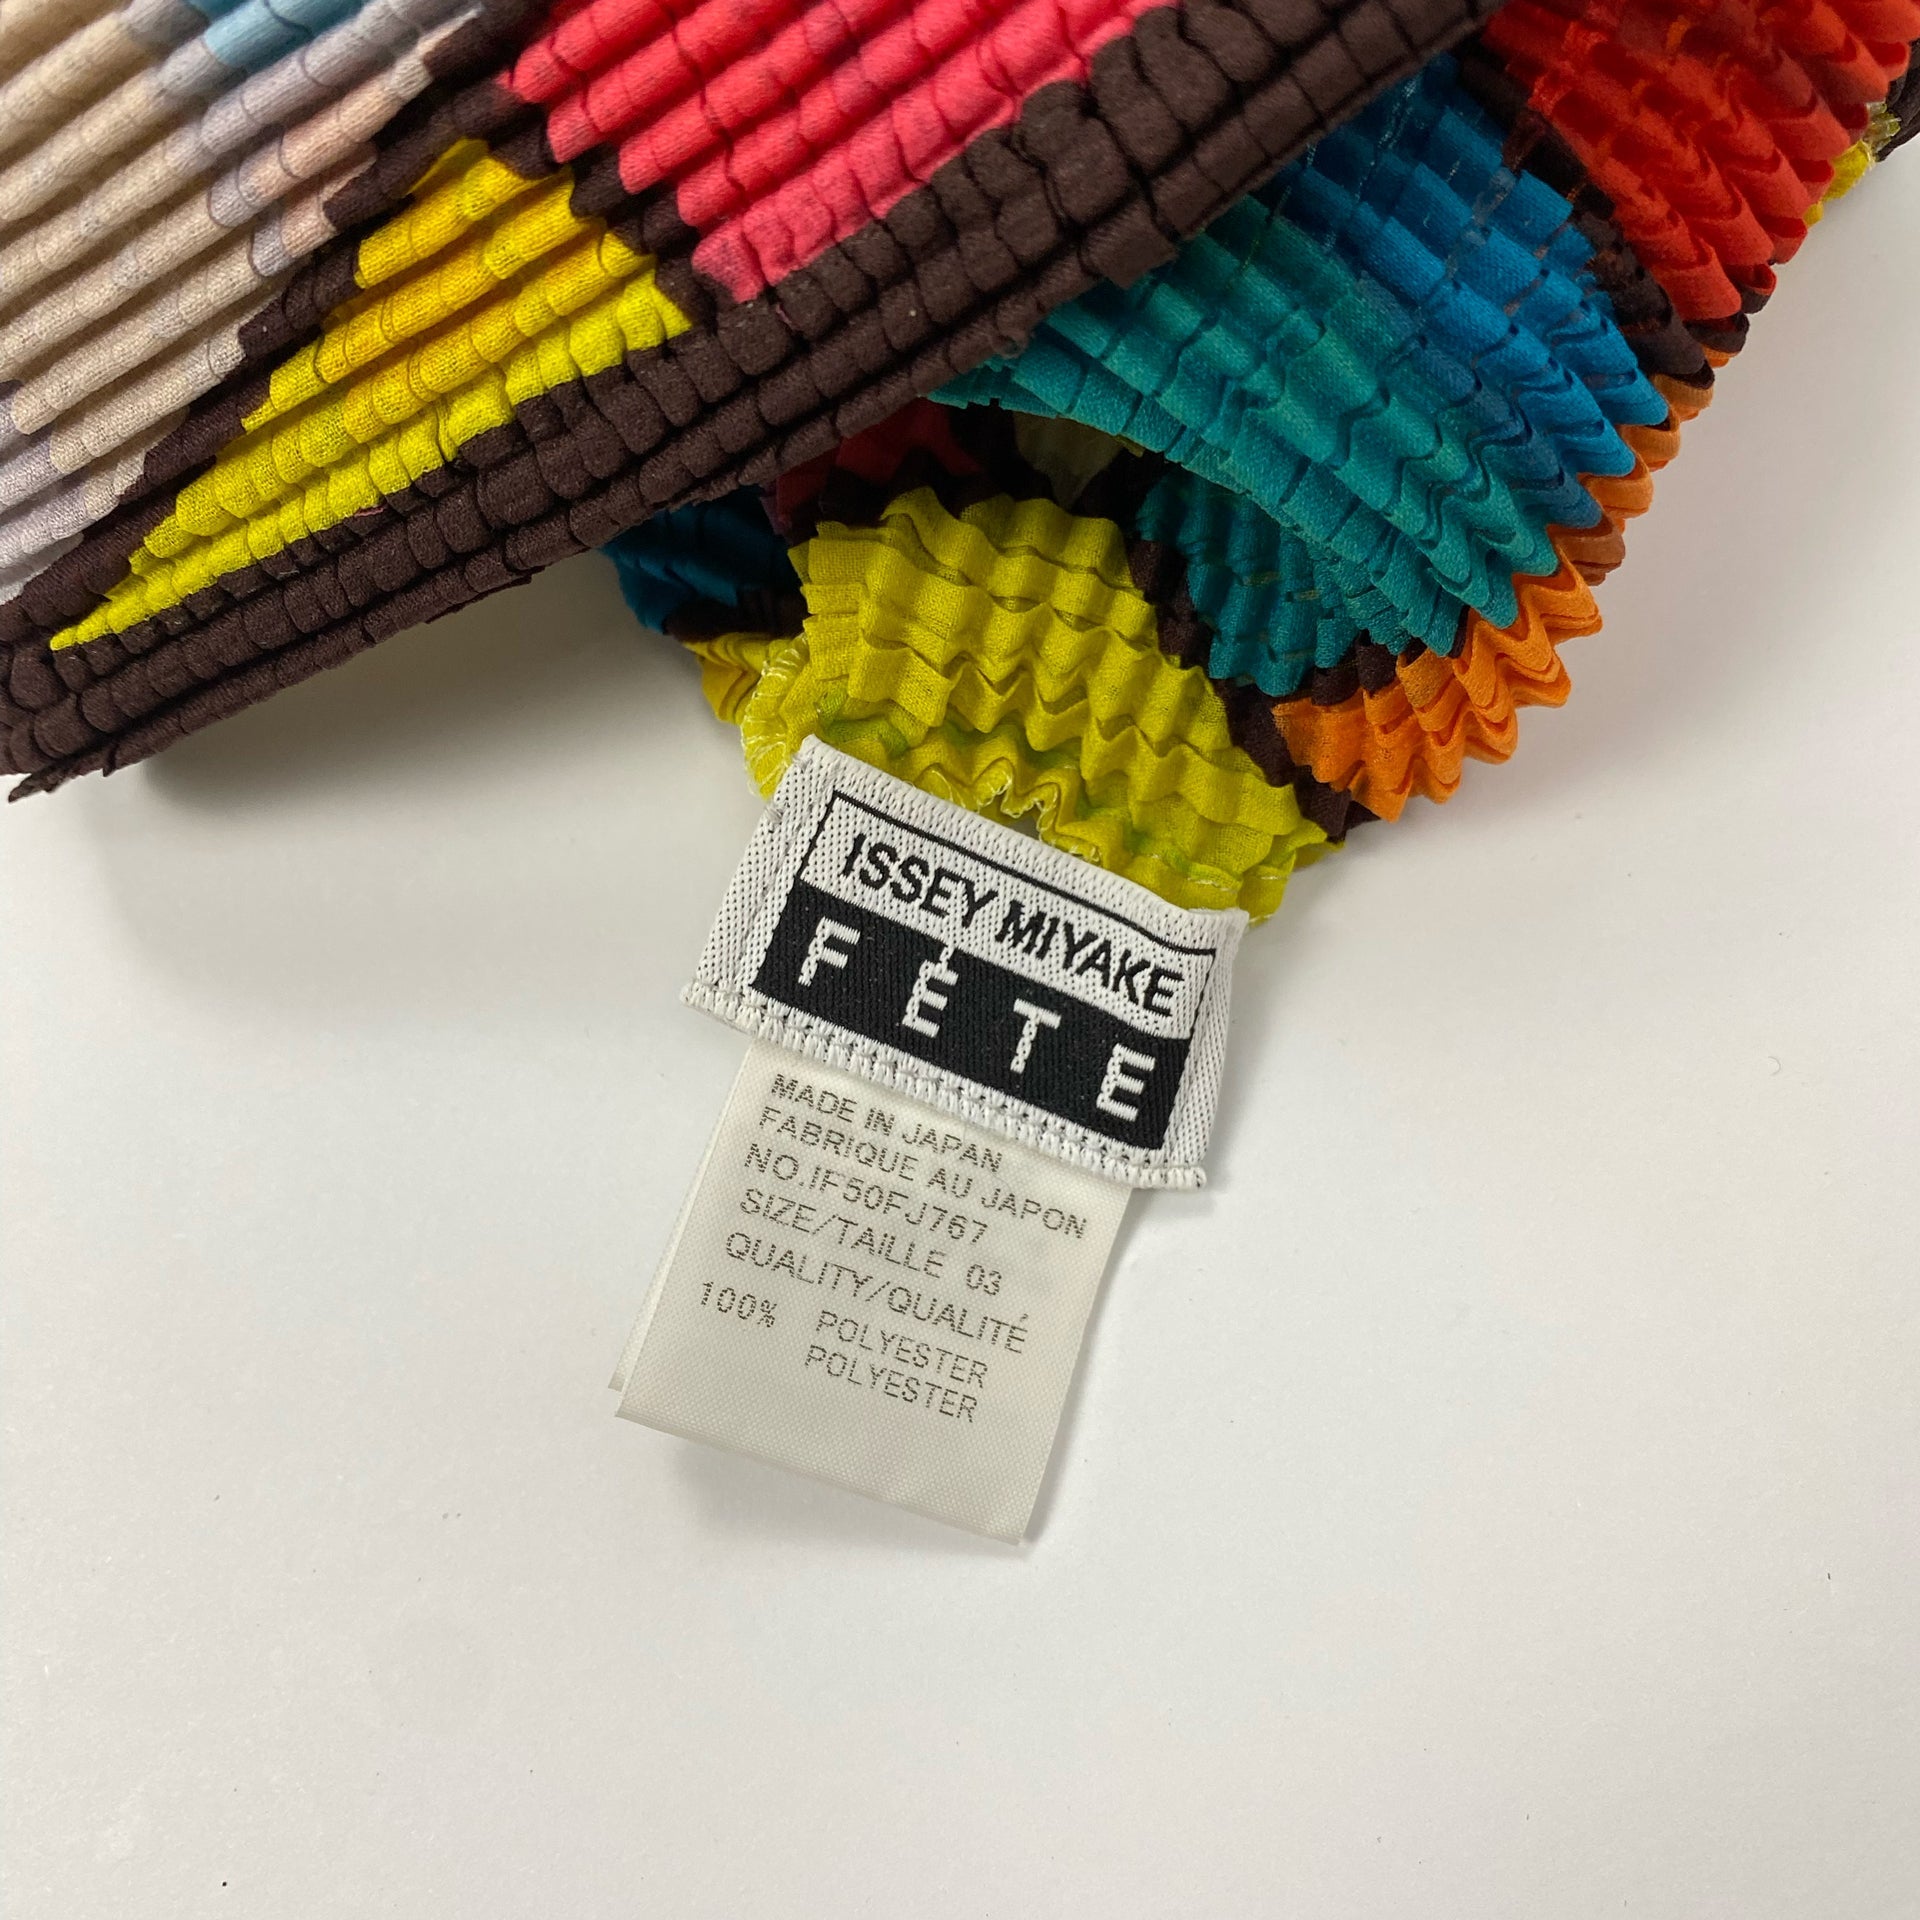 ISSEY MIYAKE
FÊTE
MADE IN JAPAN
FABRIQUE AU JAPON
NO.IF50FJ767
SIZE/TAILLE 03
QUALITY/QUALITÉ
100% POLYESTER
POLYESTER